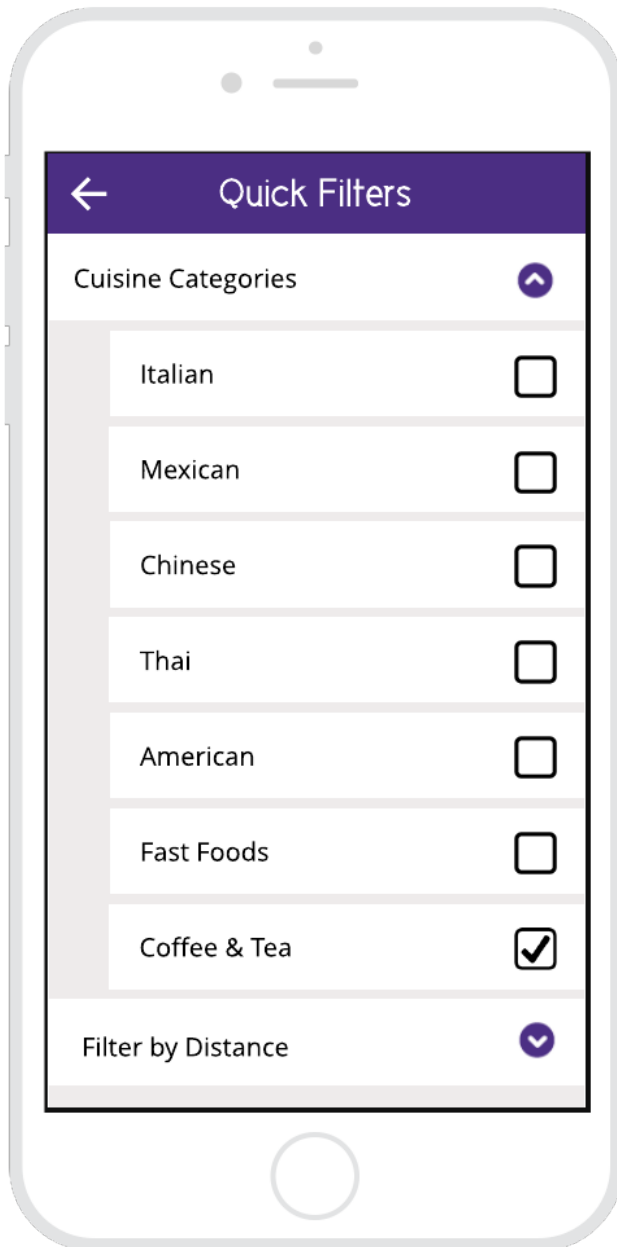 Quick Filters
Cuisine Categories
Italian
Mexican
Chinese
Thai
American
Fast Foods
Coffee & Tea
Filter by Distance